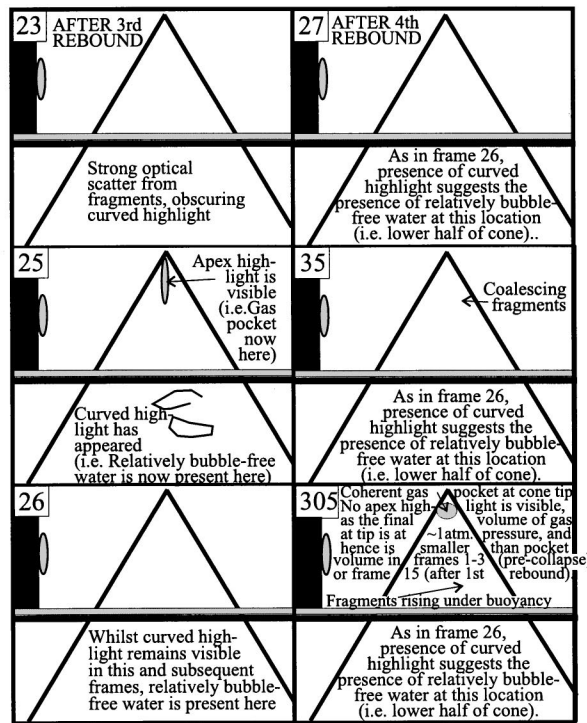 23
AFTER 3rd
REBOUND
Strong optical
scatter from
fragments, obscuring
curved highlight
25
Apex high-
light is
visible
(i.e.Gas
pocket
now
here)
Curved high-
light has
appeared
(i.e. Relatively bubble-free
water is now present here)
26
Whilst curved high-
light remains visible
in this and subsequent
frames, relatively bubble-
free water is present here
27
AFTER 4th
REBOUND
As in frame 26,
presence of curved
highlight suggests the
presence of relatively bubble-
free water at this location
(i.e. lower half of cone)..
35
Coalescing
fragments
As in frame 26,
presence of curved
highlight suggests the
presence of relatively bubble-
free water at this location
(i.e. lower half of cone).
305
Coherent gas pocket at cone tip
No apex high- light is visible,
as the final volume of gas
at tip is at ~1atm. pressure, and
hence is smaller than pocket
volume in frames 1-3 (pre-collapse)
or frame 15 (after 1st rebound).
Fragments rising under buoyancy
As in frame 26,
presence of curved
highlight suggests the
presence of relatively bubble-
free water at this location
(i.e. lower half of cone).